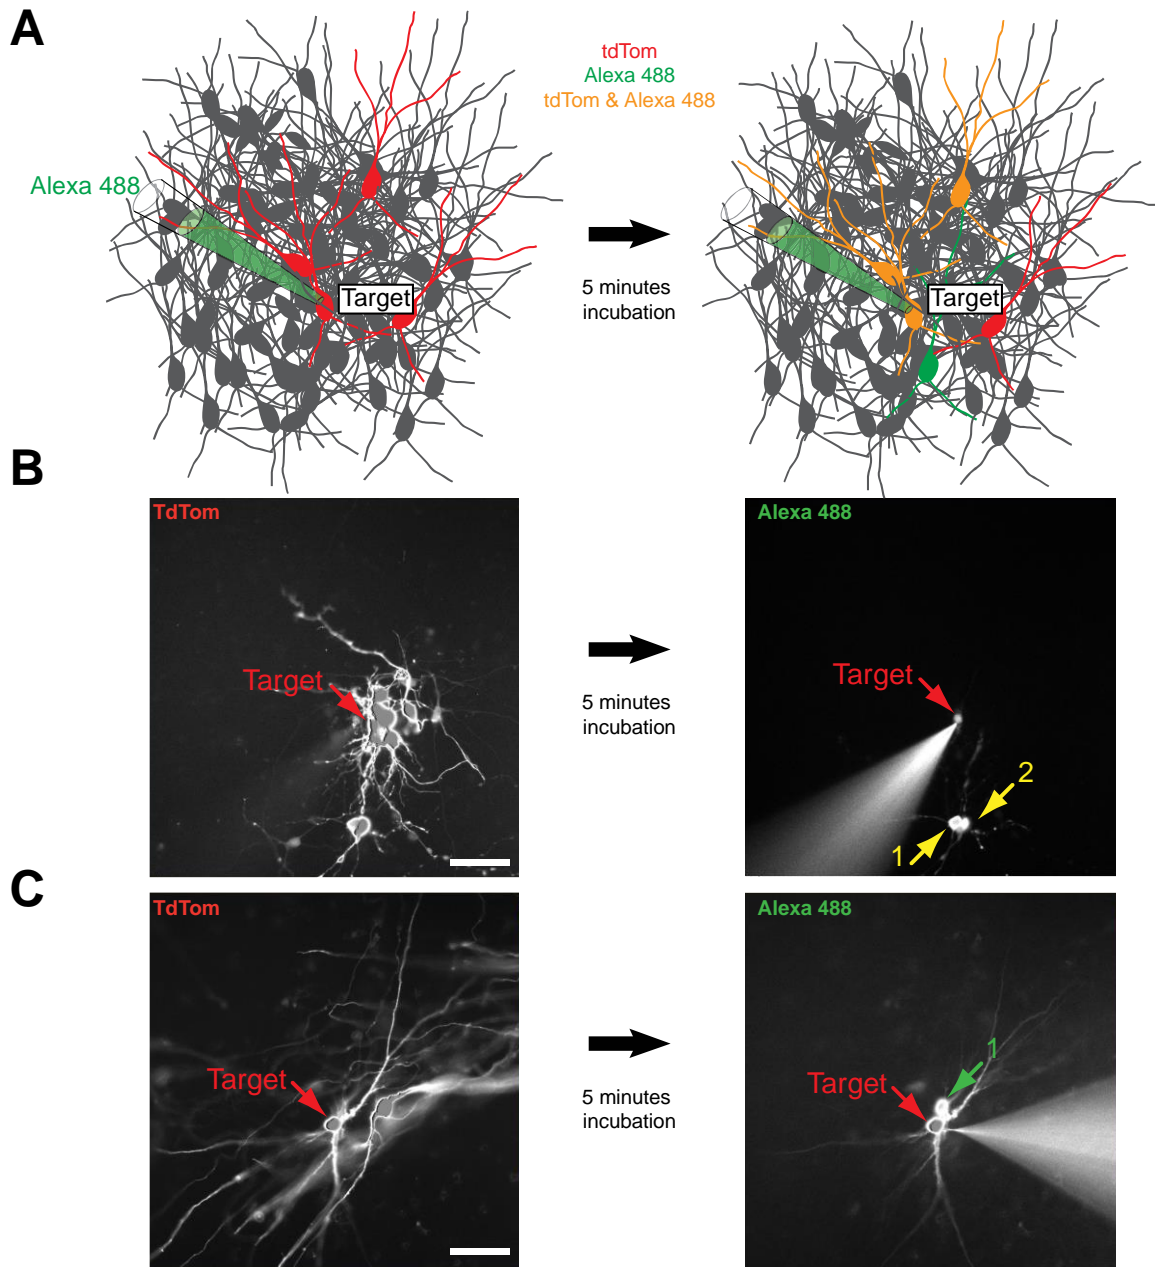 A
tdTom
Alexa 488
tdTom & Alexa 488
Alexa 488
Target
5 minutes
incubation
Target
B
TdTom
Target
5 minutes
incubation
Alexa 488
Target
2
1
C
TdTom
Target
5 minutes
incubation
Alexa 488
1
Target